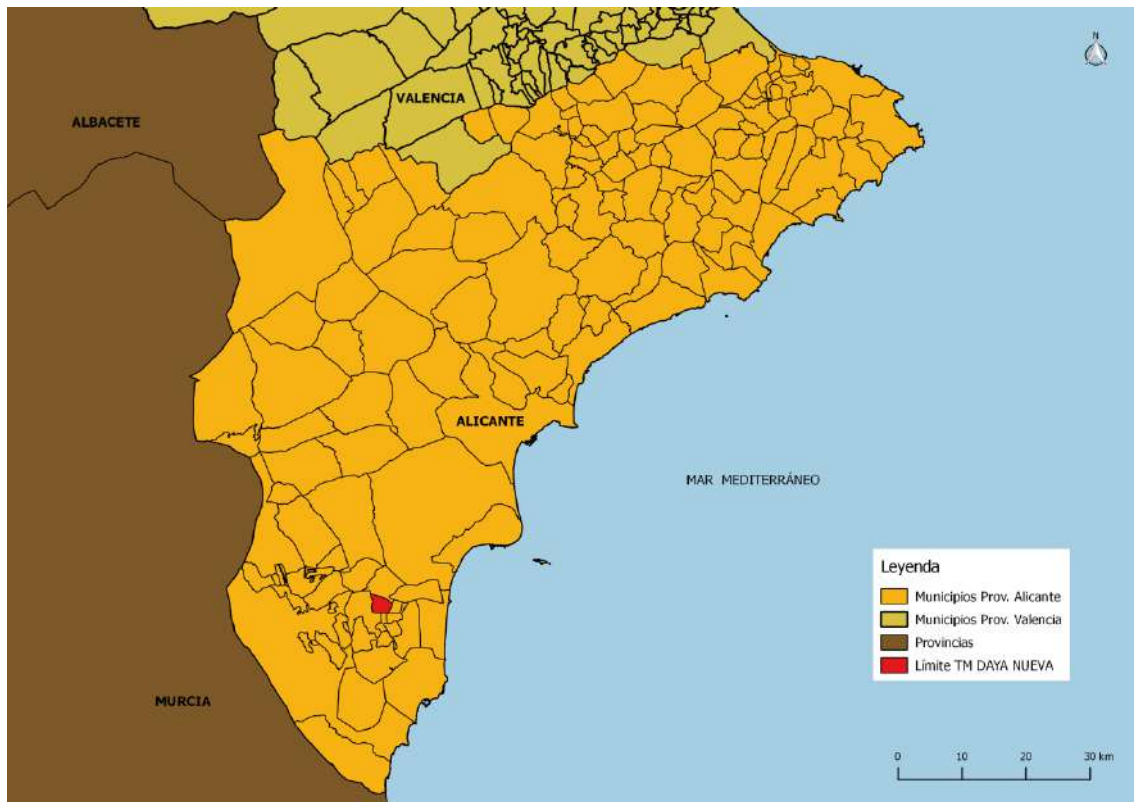 N
VALENCIA
ALBACETE
ALICANTE
MAR MEDITERRÁNEO
Leyenda
Municipios Prov. Alicante
Municipios Prov. Valencia
Provincias
Límite TM DAYA NUEVA
MURCIA
0 10 20 30 km